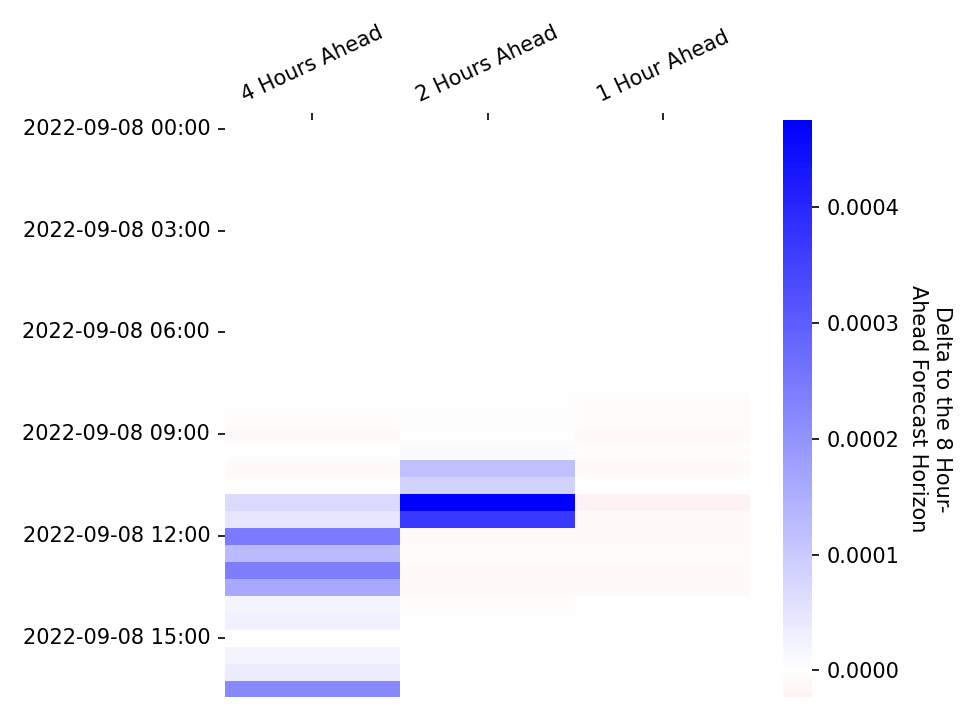 4 Hours Ahead
2 Hours Ahead
1 Hour Ahead
2022-09-08 00:00
2022-09-08 03:00
2022-09-08 06:00
2022-09-08 09:00
2022-09-08 12:00
2022-09-08 15:00
0.0004
0.0003
0.0002
0.0001
0.0000
Delta to the 8 Hour-
Ahead Forecast Horizon